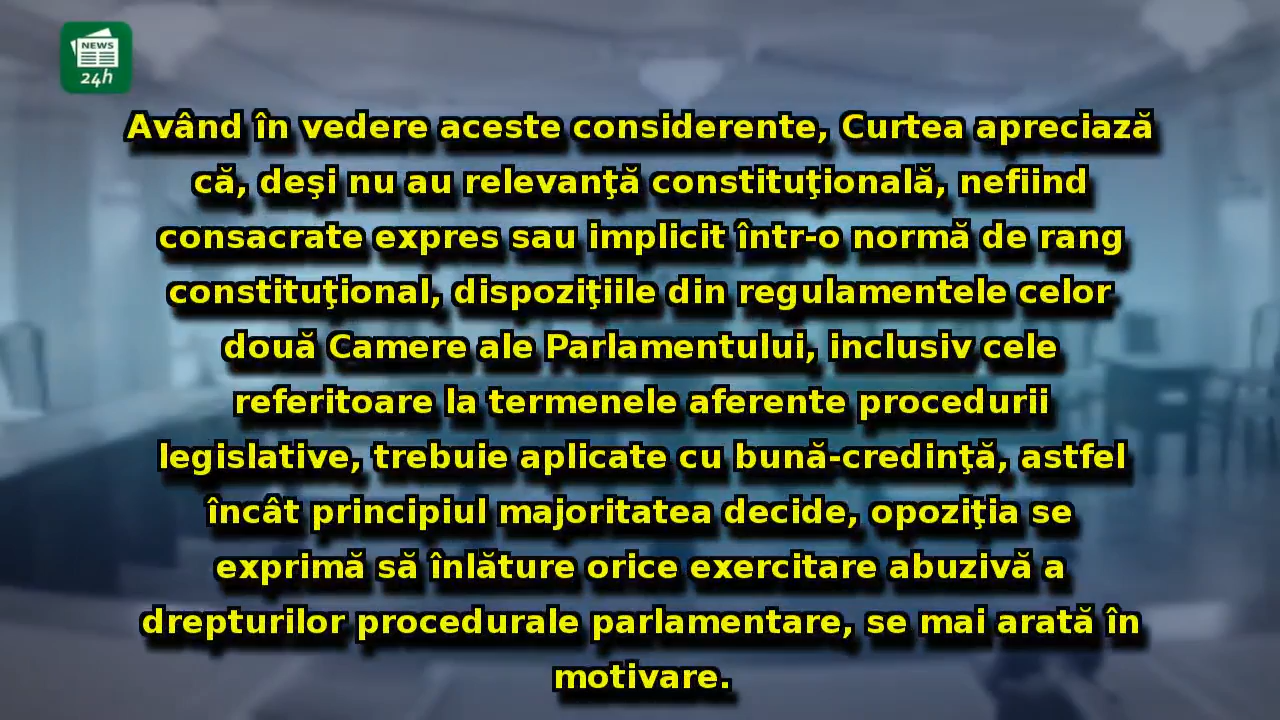 NEWS
24h
Având în vedere aceste considerente, Curtea apreciază
că, deşi nu au relevanţă constituţională, nefiind
consacrate expres sau implicit într-o normă de rang
constituţional, dispoziţiile din regulamentele celor
două Camere ale Parlamentului, inclusiv cele
referitoare la termenele aferente procedurii
legislative, trebuie aplicate cu bună-credinţă, astfel
încât principiul majoritatea decide, opoziţia se
exprimă să înlăture orice exercitare abuzivă a
drepturilor procedurale parlamentare, se mai arată în
motivare.